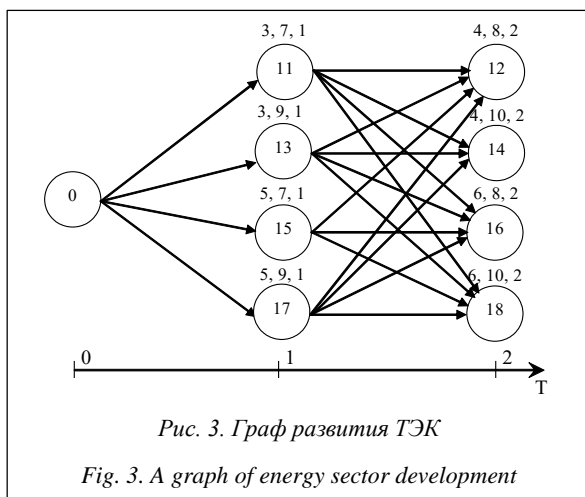 3, 7, 1
4, 8, 2
11
12
3, 9, 1
4, 10, 2
13
14
0
5, 7, 1
6, 8, 2
15
16
5, 9, 1
6, 10, 2
17
18
0
1
2
T
Рис. 3. Граф развития ТЭК
Fig. 3. A graph of energy sector development